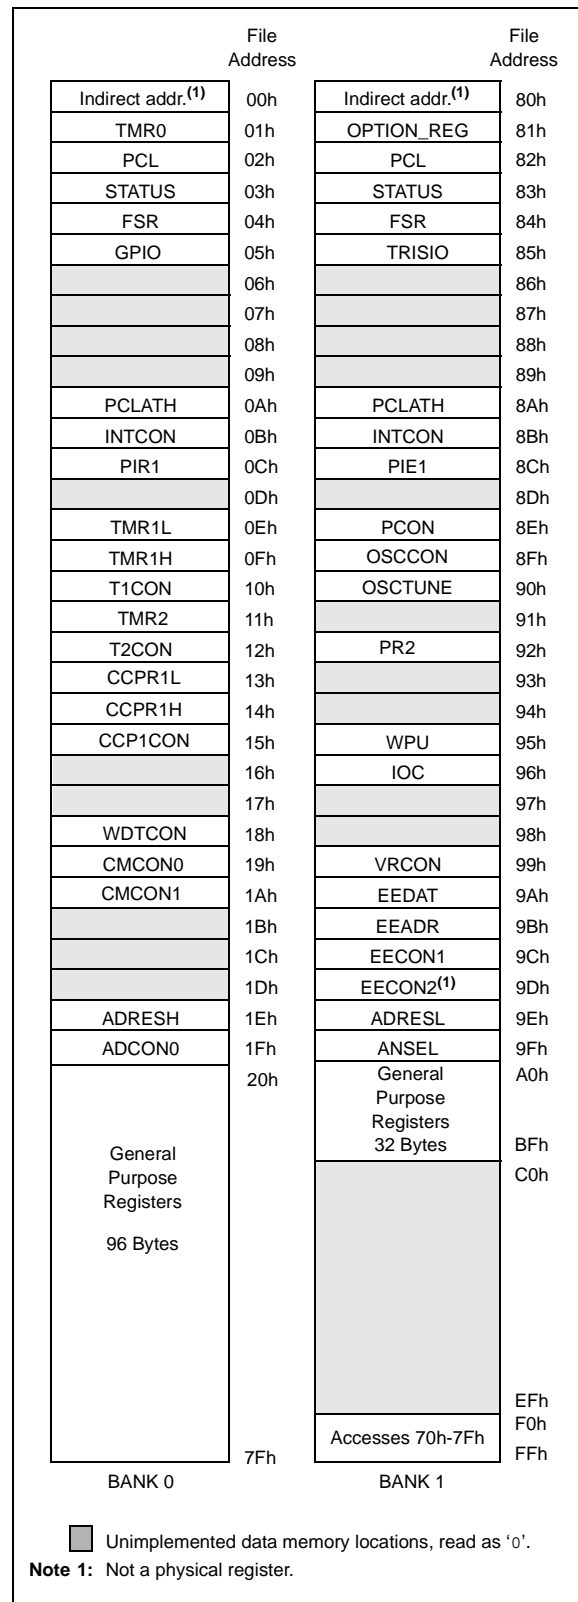 File Address File Address
Indirect addr.(1) 00h Indirect addr.(1) 80h
TMR0 01h OPTION_REG 81h
PCL 02h PCL 82h
STATUS 03h STATUS 83h
FSR 04h FSR 84h
GPIO 05h TRISIO 85h
06h 86h
07h 87h
08h 88h
09h 89h
PCLATH 0Ah PCLATH 8Ah
INTCON 0Bh INTCON 8Bh
PIR1 0Ch PIE1 8Ch
0Dh 8Dh
TMR1L 0Eh PCON 8Eh
TMR1H 0Fh OSCCON 8Fh
T1CON 10h OSCTUNE 90h
TMR2 11h 91h
T2CON 12h PR2 92h
CCPR1L 13h 93h
CCPR1H 14h 94h
CCP1CON 15h WPU 95h
16h IOC 96h
17h 97h
WDTCON 18h 98h
CMCON0 19h VRCON 99h
CMCON1 1Ah EEDAT 9Ah
1Bh EEADR 9Bh
1Ch EECON1 9Ch
1Dh EECON2(1) 9Dh
ADRESH 1Eh ADRESL 9Eh
ADCON0 1Fh ANSEL 9Fh
20h General A0h
Purpose
Registers
32 Bytes BFh
General C0h
Purpose
Registers
96 Bytes
EFh
F0h
Accesses 70h-7Fh
7Fh FFh
BANK 0 BANK 1
Unimplemented data memory locations, read as ‘0’.
Note 1: Not a physical register.